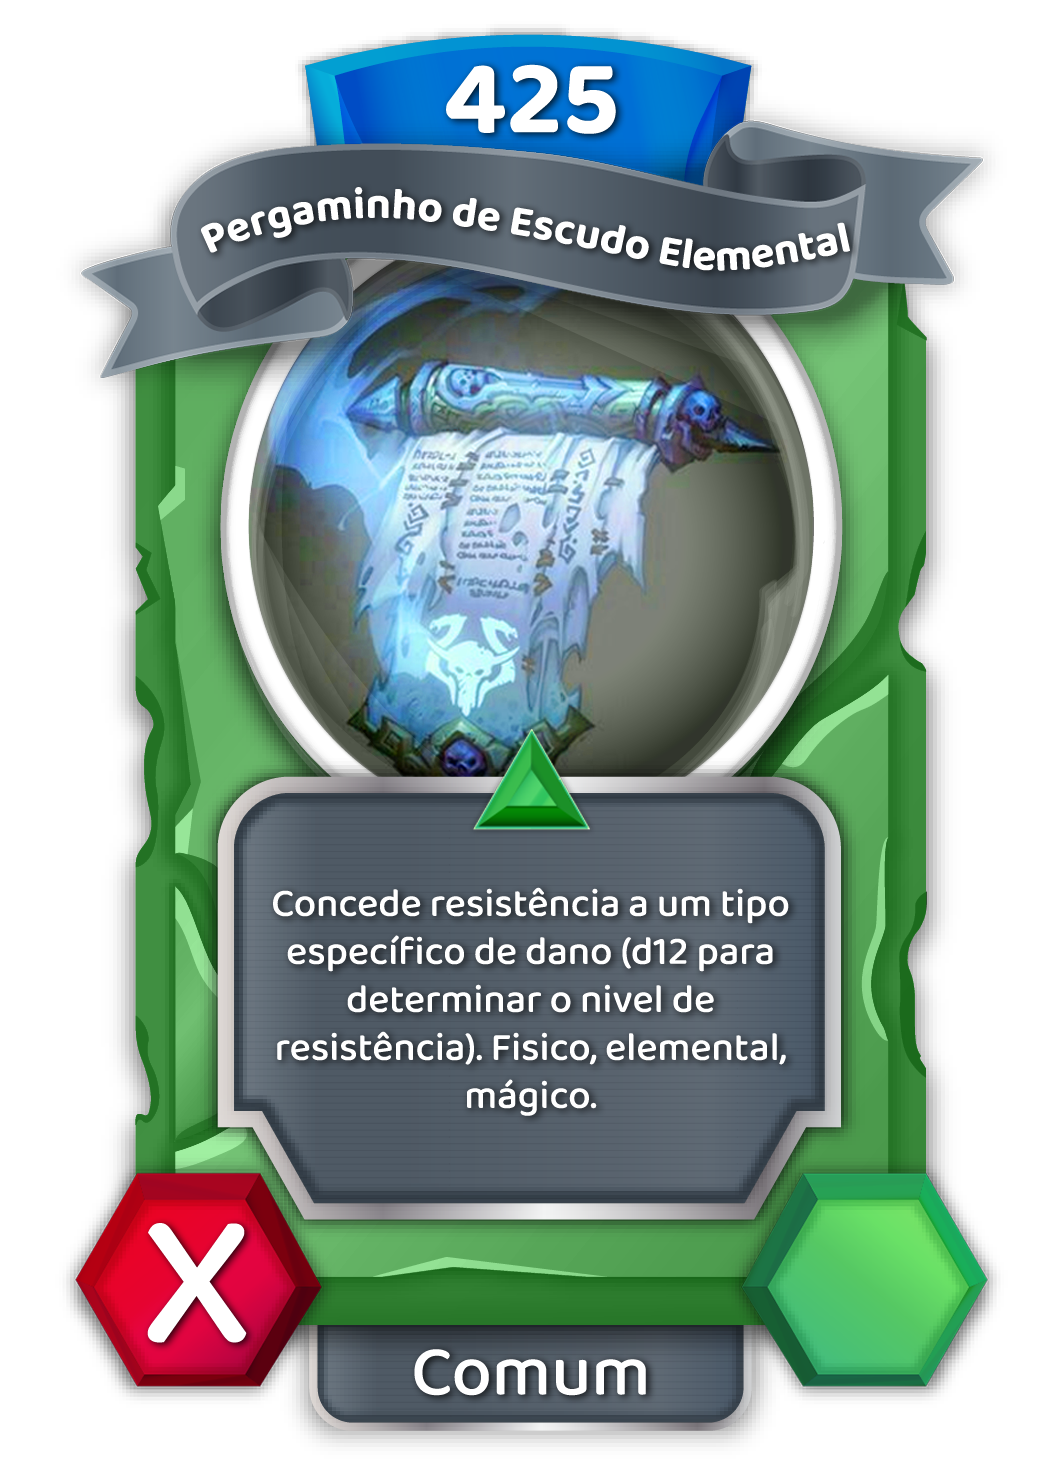 425
Pergaminho de Escudo Elemental
Concede resistência a um tipo
específico de dano (d12 para
determinar o nivel de
resistência). Fisico, elemental,
mágico.
X
Comum